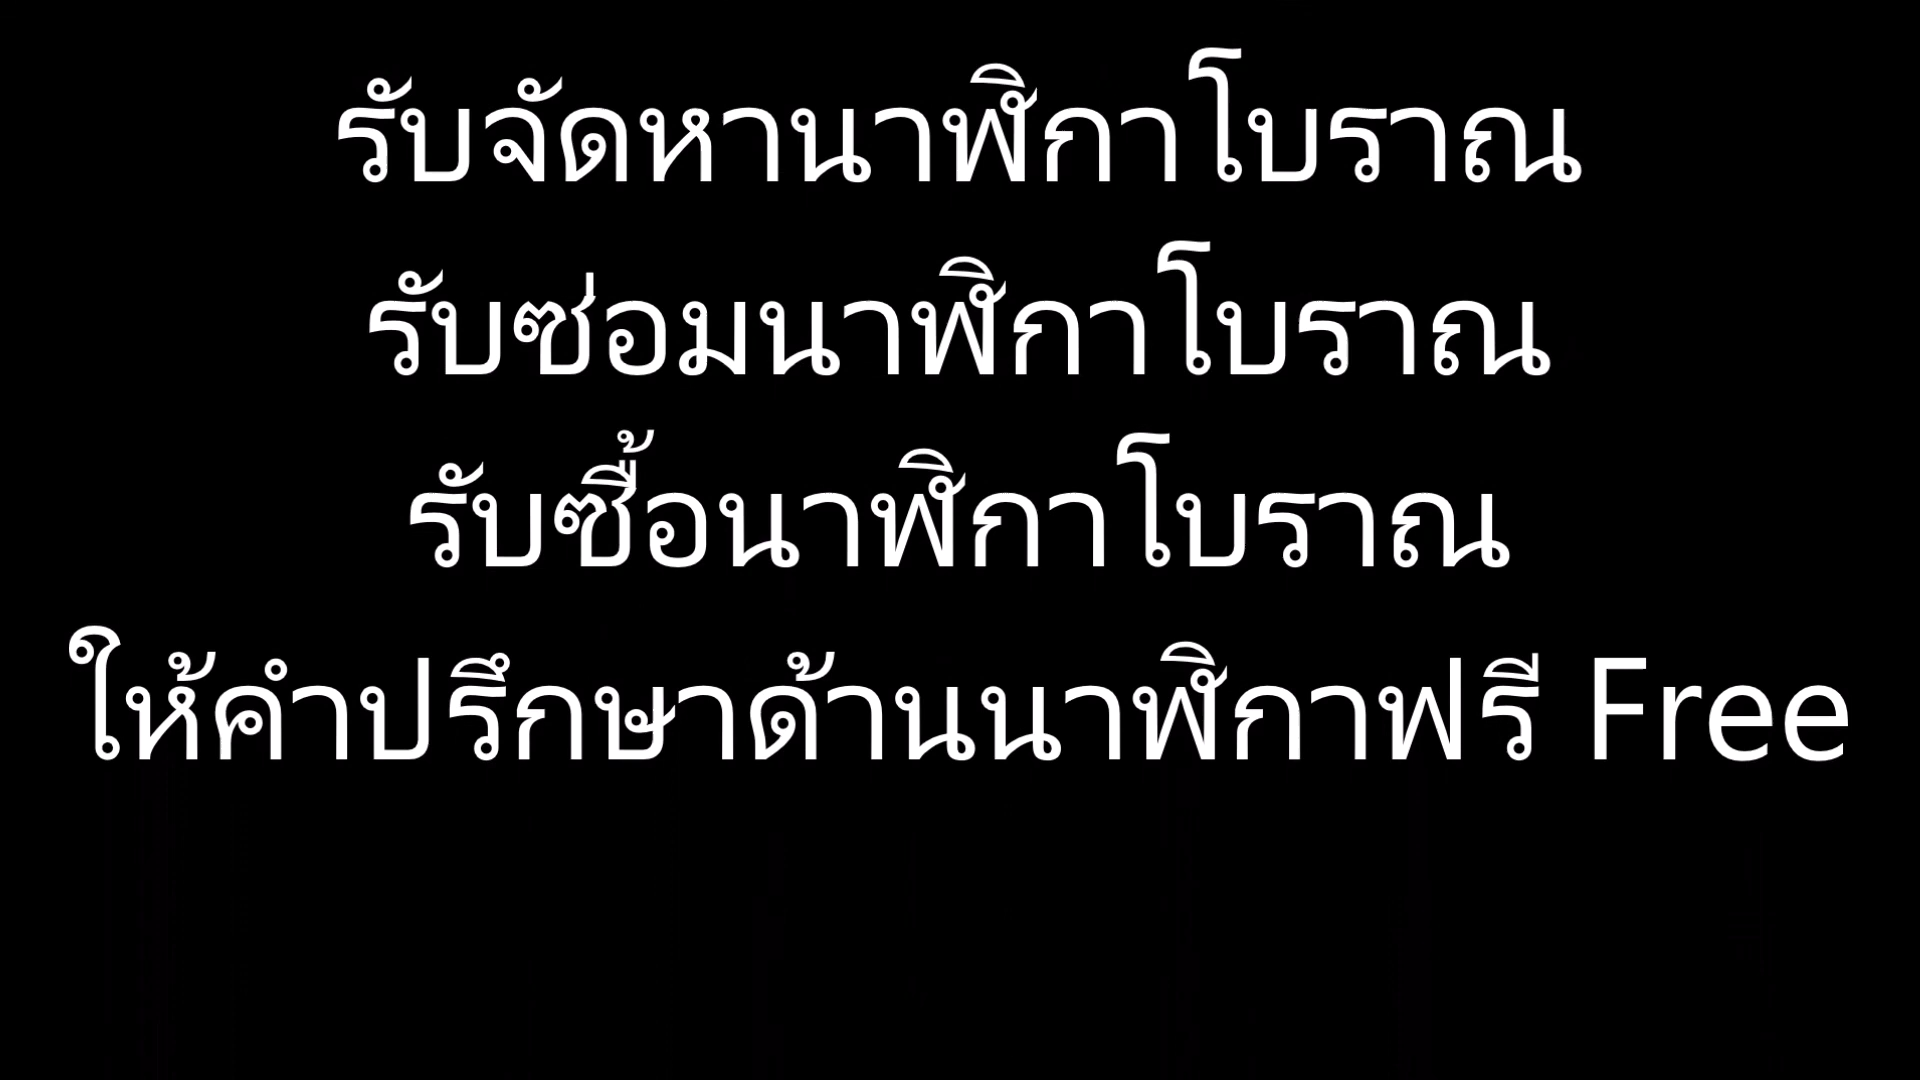 รับจัดหานาฬิกาโบราณ
รับซ่อมนาฬิกาโบราณ
รับซื้อนาฬิกาโบราณ
ให้คำปรึกษาด้านนาฬิกาฟรี Free